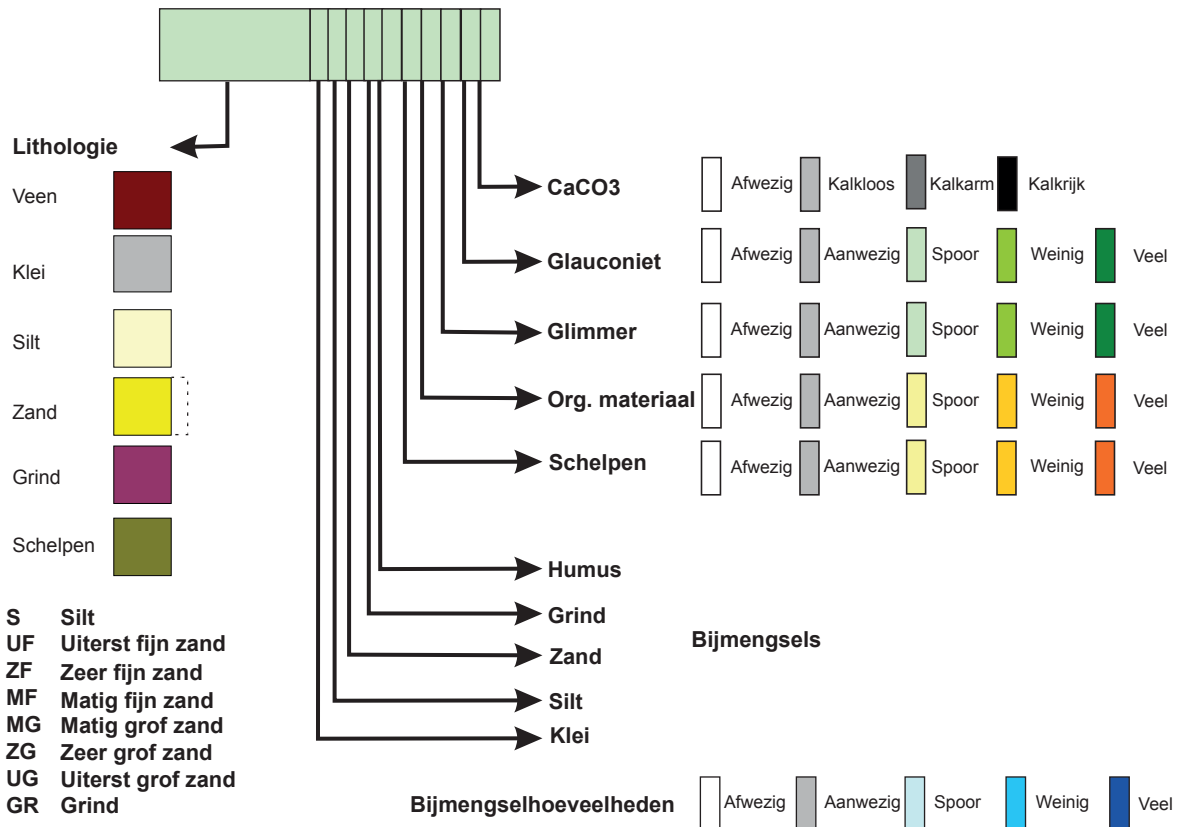 Lithologie
Veen
Klei
Silt
Zand
Grind
Schelpen
S Silt
UF Uiterst fijn zand
ZF Zeer fijn zand
MF Matig fijn zand
MG Matig grof zand
ZG Zeer grof zand
UG Uiterst grof zand
GR Grind
CaCO3 Afwezig Kalkloos Kalkarm Kalkrijk
Glauconiet Afwezig Aanwezig Spoor Weinig Veel
Glimmer Afwezig Aanwezig Spoor Weinig Veel
Org. materiaal Afwezig Aanwezig Spoor Weinig Veel
Schelpen Afwezig Aanwezig Spoor Weinig Veel
Humus
Grind
Zand
Silt
Klei
Bijmengsels
Bijmengselhoeveelheden Afwezig Aanwezig Spoor Weinig Veel